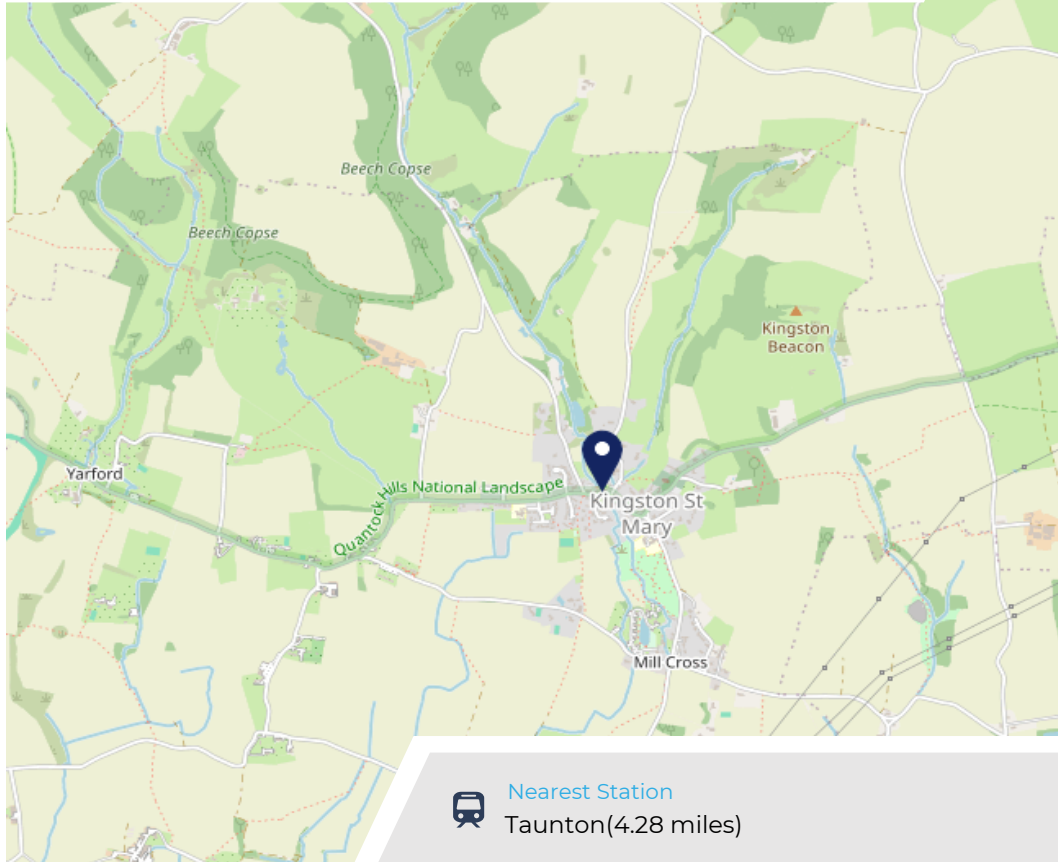 Beech Copse
Beech Copse
Kingston
Beacon
Yarford
Quantock Hills National Landscape
Kingston St
Mary
Mill Cross
Nearest Station
Taunton(4.28 miles)